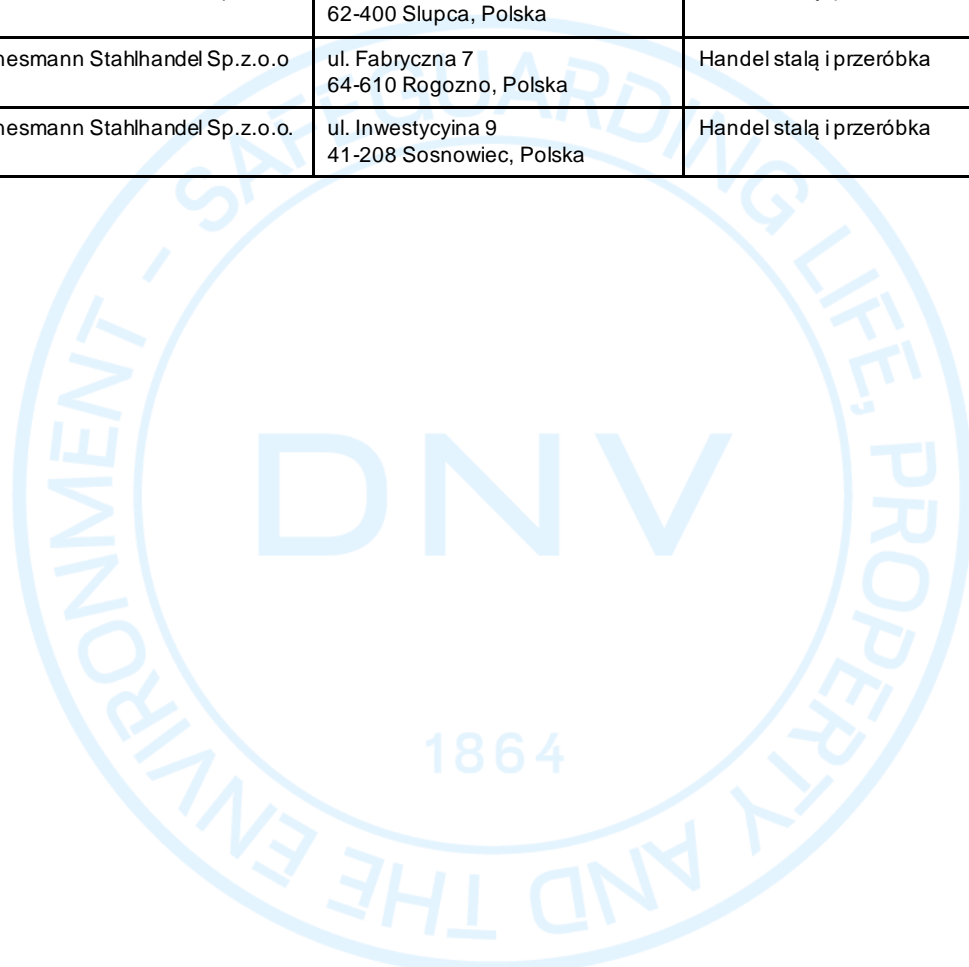 62-400 Slupca, Polska
nesmann Stahlhandel Sp.z.o.o
ul. Fabryczna 7
Handel stalą i przeróbka
64-610 Rogozno, Polska
nesmann Stahlhandel Sp.z.o.o.
ul. Inwestycyina 9
Handel stalą i przeróbka
41-208 Sosnowiec, Polska
SAFEGUARDING LIFE, PROPERTY AND THE ENVIRONMENT -
DNV
1864